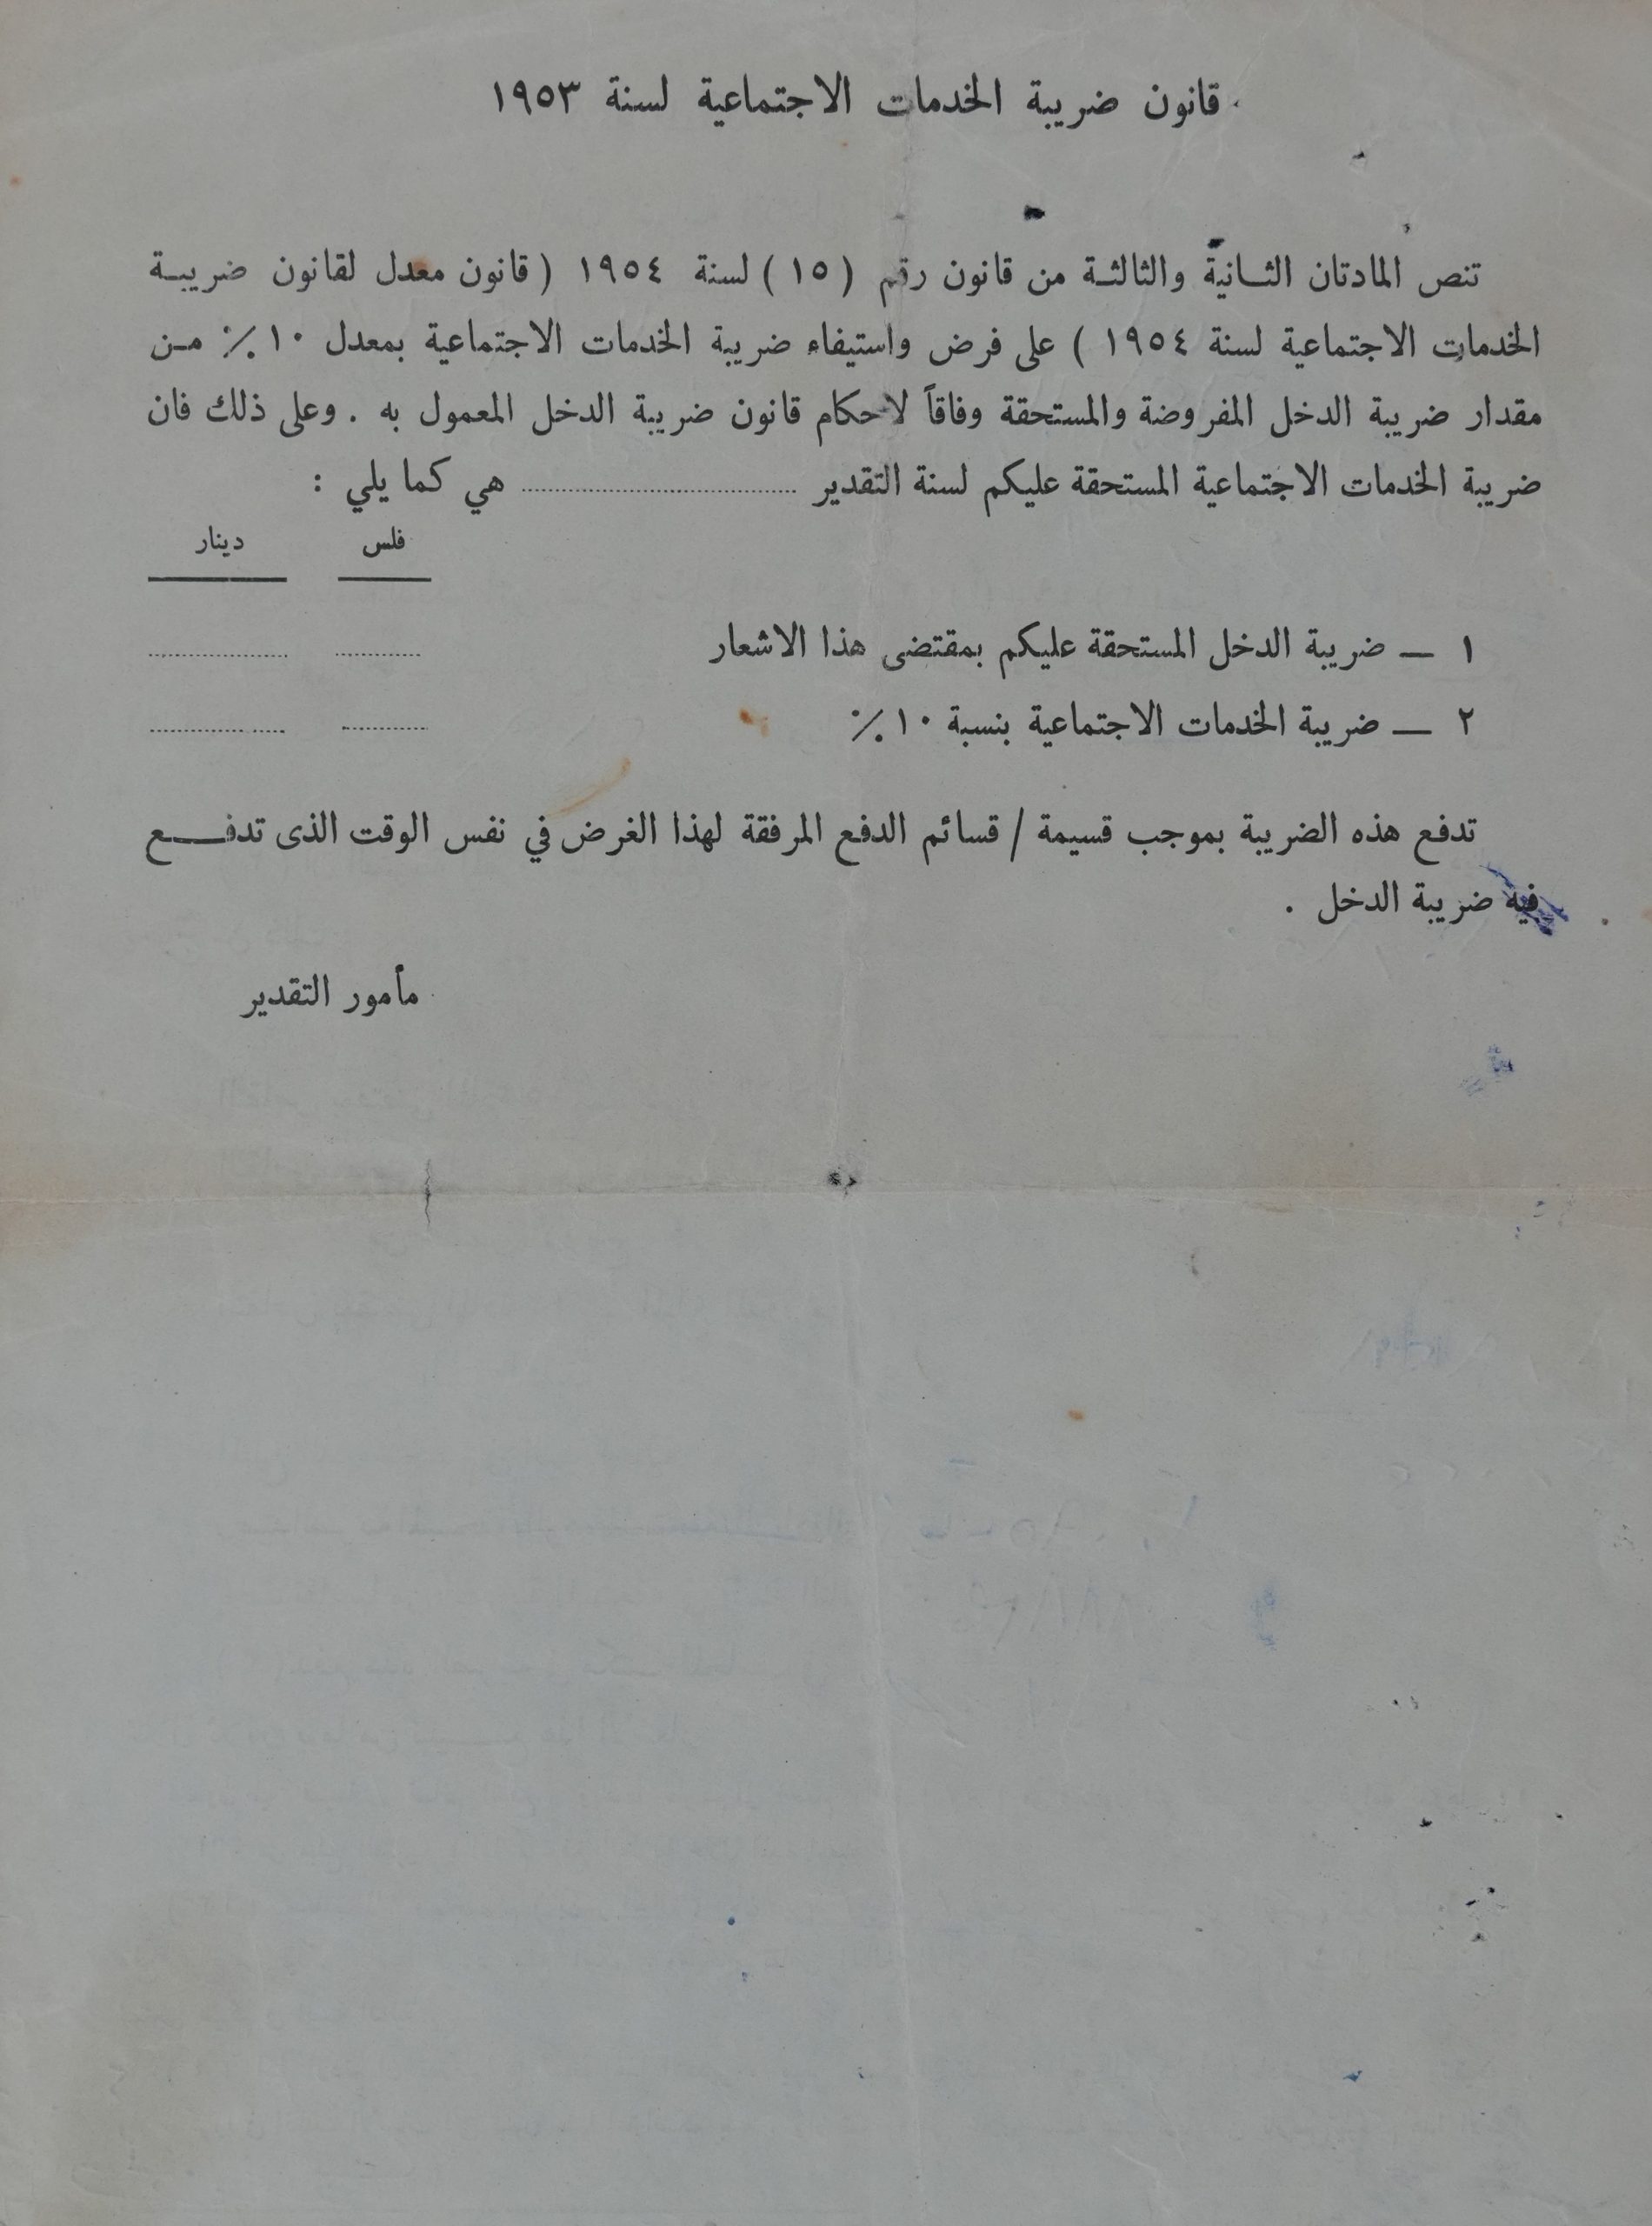 قانون ضريبة الخدمات الاجتماعية لسنة ١٩٥٣
تنص المادتان الثانية والثالثة من قانون رقم ( ١٥ ) لسنة ١٩٥٤ ( قانون معدل لقانون ضريبة
الخدمات الاجتماعية لسنة ١٩٥٤ ) على فرض واستيفاء ضريبة الخدمات الاجتماعية بمعدل ١٠ ٪ من
مقدار ضريبة الدخل المفروضة والمستحقة وفاقاً لاحكام قانون ضريبة الدخل المعمول به . وعلى ذلك فان
ضريبة الخدمات الاجتماعية المستحقة عليكم لسنة التقدير .................... هي كما يلي :
فلس دينار
١ — ضريبة الدخل المستحقة عليكم بمقتضى هذا الاشعار .......... ..........
٢ — ضريبة الخدمات الاجتماعية بنسبة ١٠ ٪ .......... ..........
تدفع هذه الضريبة بموجب قسيمة / قسائم الدفع المرفقة لهذا الغرض في نفس الوقت الذى تدفع
فيه ضريبة الدخل .
مأمور التقدير